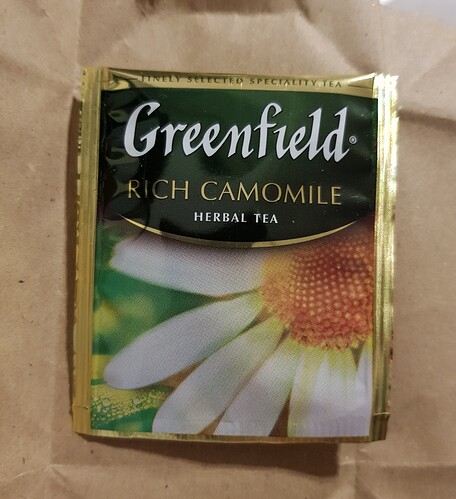 FINELY SELECTED SPECIALITY TEA
Greenfield®
RICH CAMOMILE
HERBAL TEA